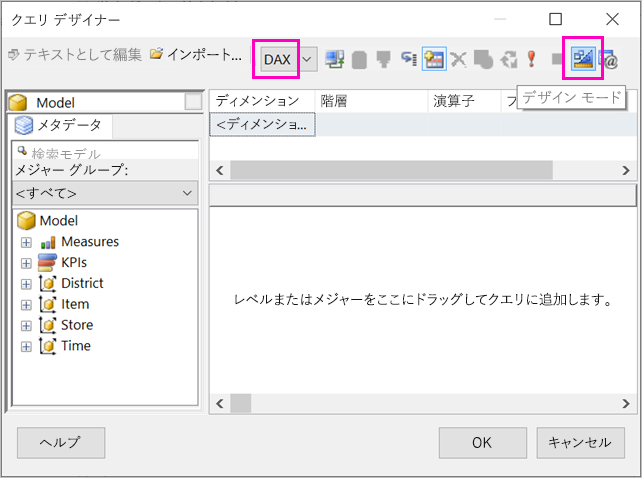 クエリ デザイナー
テキストとして編集 インポート... DAX
デザイン モード
Model
メタデータ
検索モデル
メジャー グループ:
<すべて>
Model
Measures
KPIs
District
Item
Store
Time
ディメンション 階層 演算子
<ディメンショ...
レベルまたはメジャーをここにドラッグしてクエリに追加します。
ヘルプ OK キャンセル